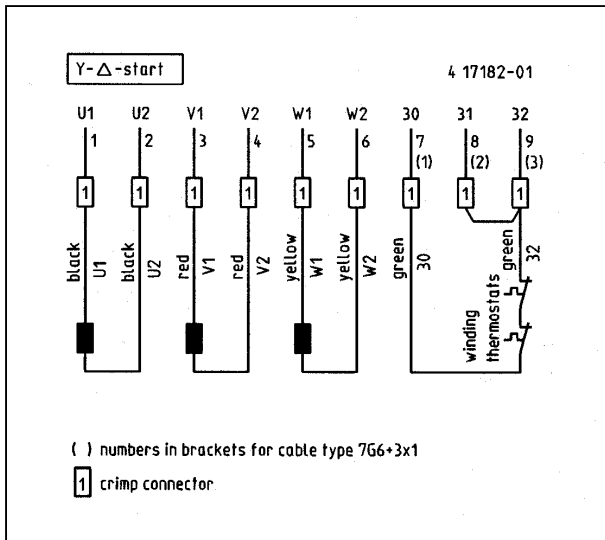 Y-△-start
4 17182-01
U1 U2 V1 V2 W1 W2 30 31 32
1 2 3 4 5 6 7 8 9
(1) (2) (3)
1 1 1 1 1 1 1 1 1
black U1
black U2
red V1
red V2
yellow W1
yellow W2
green 30
green 32
winding
thermostats
( ) numbers in brackets for cable type 7G6+3x1
1 crimp connector